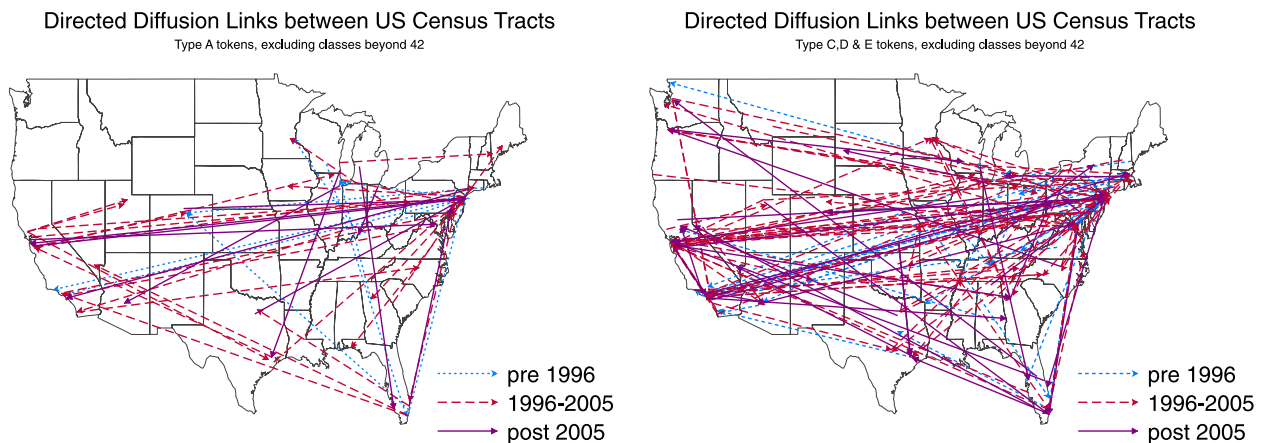 Directed Diffusion Links between US Census Tracts
Type A tokens, excluding classes beyond 42
pre 1996
1996-2005
post 2005
Directed Diffusion Links between US Census Tracts
Type C,D & E tokens, excluding classes beyond 42
pre 1996
1996-2005
post 2005